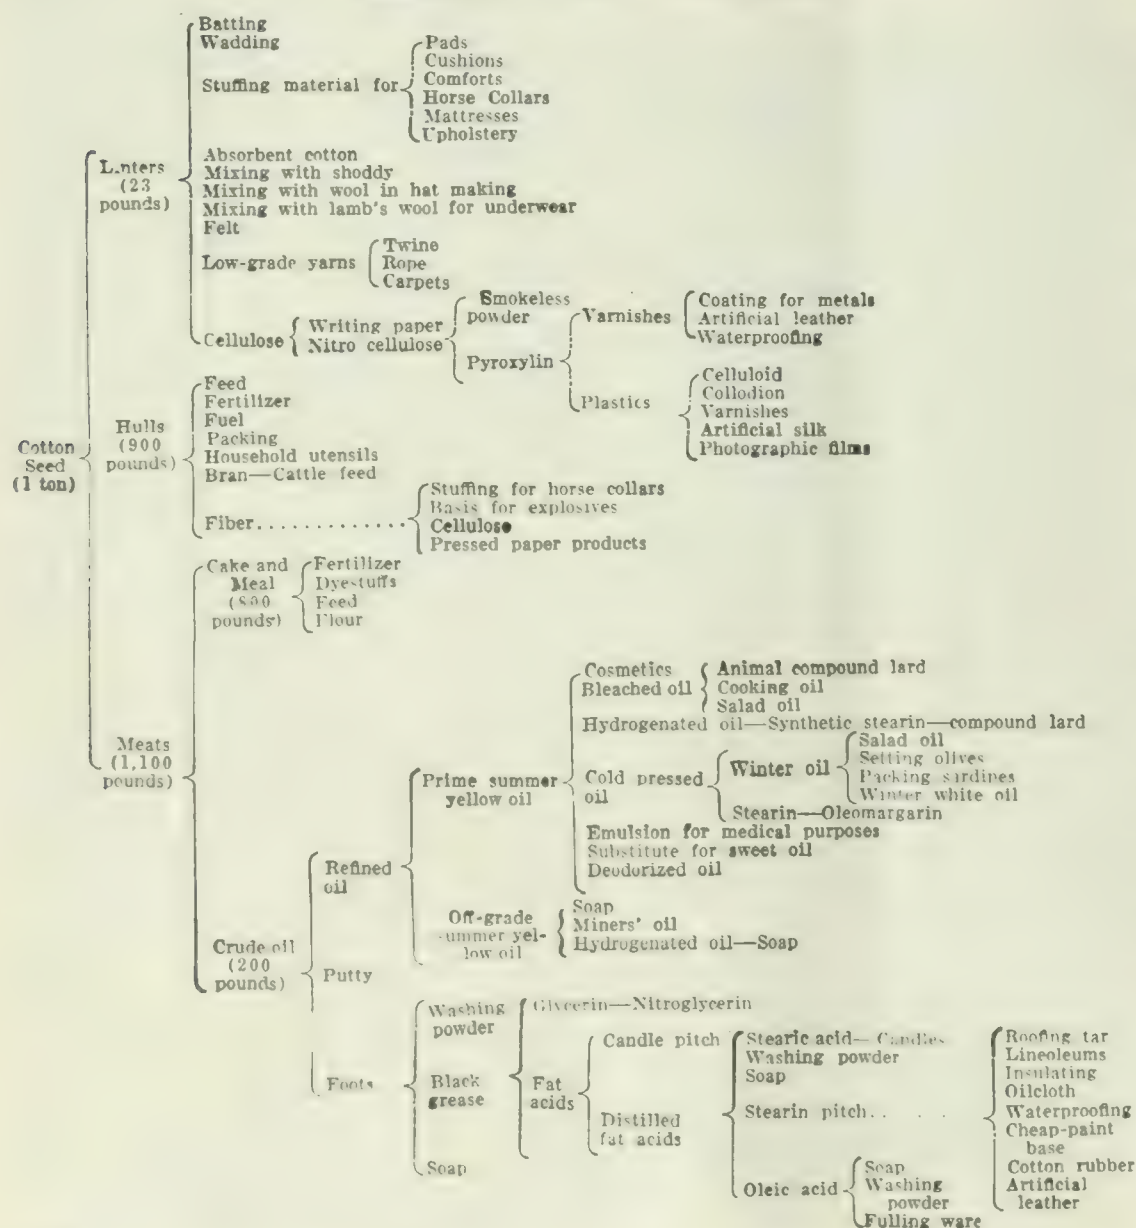 Batting
Wadding
Stuffing material for
Pads
Cushions
Comforts
Horse Collars
Mattresses
Upholstery
Linters
(23
pounds)
Absorbent cotton
Mixing with shoddy
Mixing with wool in hat making
Mixing with lamb's wool for underwear
Felt
Low-grade yarns
Twine
Rope
Carpets
Cellulose
Writing paper
Nitro cellulose
Smokeless
powder
Pyroxylin
Varnishes
Coating for metals
Artificial leather
Waterproofing
Plastics
Celluloid
Collodion
Varnishes
Artificial silk
Photographic films
Cotton
Seed
(1 ton)
Hulls
(900
pounds)
Feed
Fertilizer
Fuel
Packing
Household utensils
Bran—Cattle feed
Fiber.............
Stuffing for horse collars
Basis for explosives
Cellulose
Pressed paper products
Meats
(1,100
pounds)
Cake and
Meal
(800
pounds)
Fertilizer
Dye-stuffs
Feed
Flour
Crude oil
(200
pounds)
Refined
oil
Prime summer
yellow oil
Cosmetics
Bleached oil
Animal compound lard
Cooking oil
Salad oil
Hydrogenated oil—Synthetic stearin—compound lard
Cold pressed
oil
Winter oil
Salad oil
Setting olives
Packing sardines
Winter white oil
Stearin—Oleomargarin
Emulsion for medical purposes
Substitute for sweet oil
Deodorized oil
Off-grade
summer yel-
low oil
Soap
Miners' oil
Hydrogenated oil—Soap
Putty
Foots
Washing
powder
Black
grease
Soap
Glycerin—Nitroglycerin
Fat
acids
Candle pitch
Distilled
fat acids
Stearic acid—Candles
Washing powder
Soap
Stearin pitch.. . .
Roofing tar
Lineoleums
Insulating
Oilcloth
Waterproofing
Cheap-paint
base
Cotton rubber
Artificial
leather
Oleic acid
Soap
Washing
powder
Fulling ware